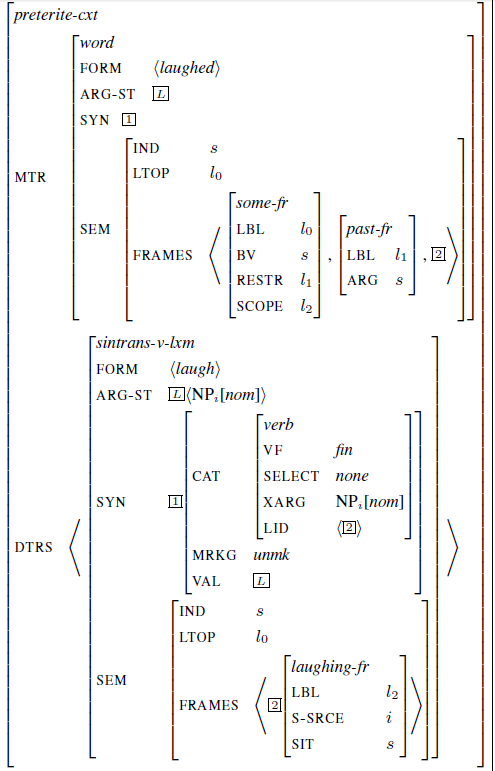 preterite-cxt
word
FORM ⟨laughed⟩
ARG-ST L
SYN 1
IND s
LTOP l0
some-fr
LBL l0
BV s
RESTR l1
SCOPE l2
past-fr
LBL l1
ARG s
FRAMES ⟨ , , 2 ⟩
SEM
MTR
sintrans-v-lxm
FORM ⟨laugh⟩
ARG-ST L⟨NPi[nom]⟩
verb
VF fin
SELECT none
XARG NPi[nom]
LID ⟨2⟩
CAT
MRKG unmk
VAL L
SYN 1
IND s
LTOP l0
laughing-fr
LBL l2
S-SRCE i
SIT s
FRAMES ⟨ 2 ⟩
SEM
DTRS ⟨ ⟩